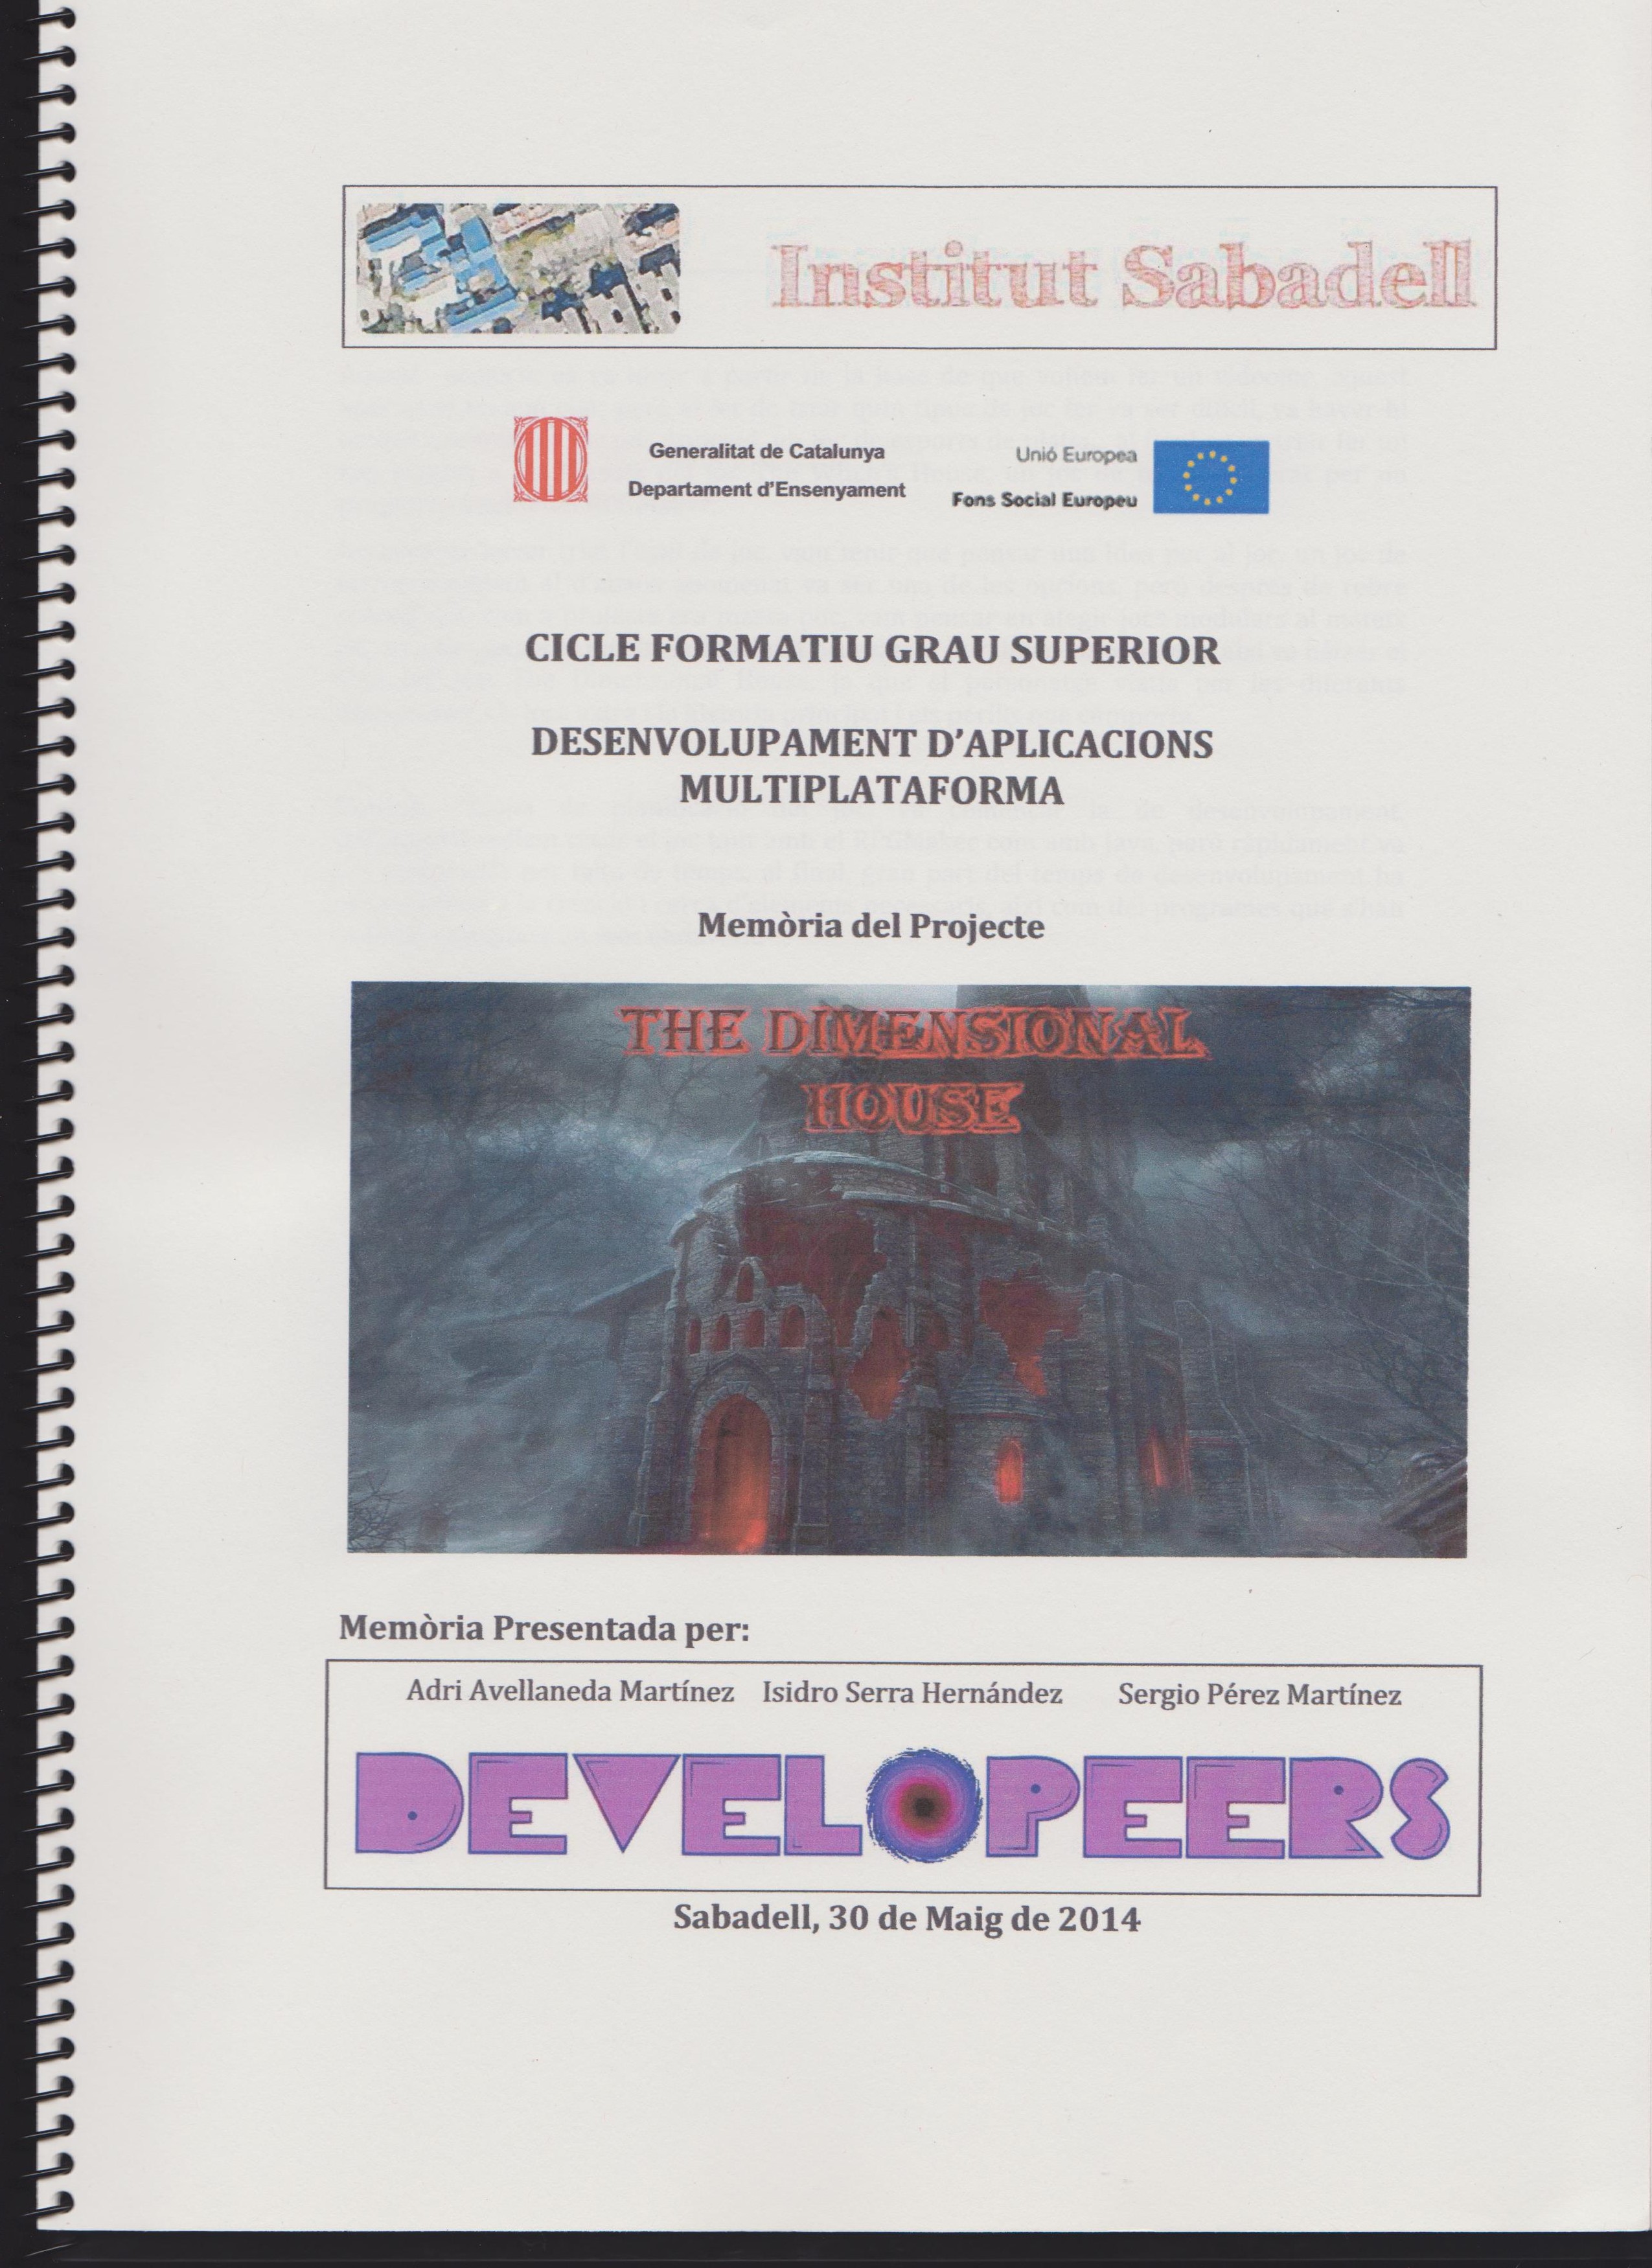 Institut Sabadell
Generalitat de Catalunya
Departament d'Ensenyament
Unió Europea
Fons Social Europeu
CICLE FORMATIU GRAU SUPERIOR
DESENVOLUPAMENT D'APLICACIONS
MULTIPLATAFORMA
Memòria del Projecte
THE DIMENSIONAL
HOUSE
Memòria Presentada per:
Adri Avellaneda Martínez Isidro Serra Hernández Sergio Pérez Martínez
DEVELOPEERS
Sabadell, 30 de Maig de 2014